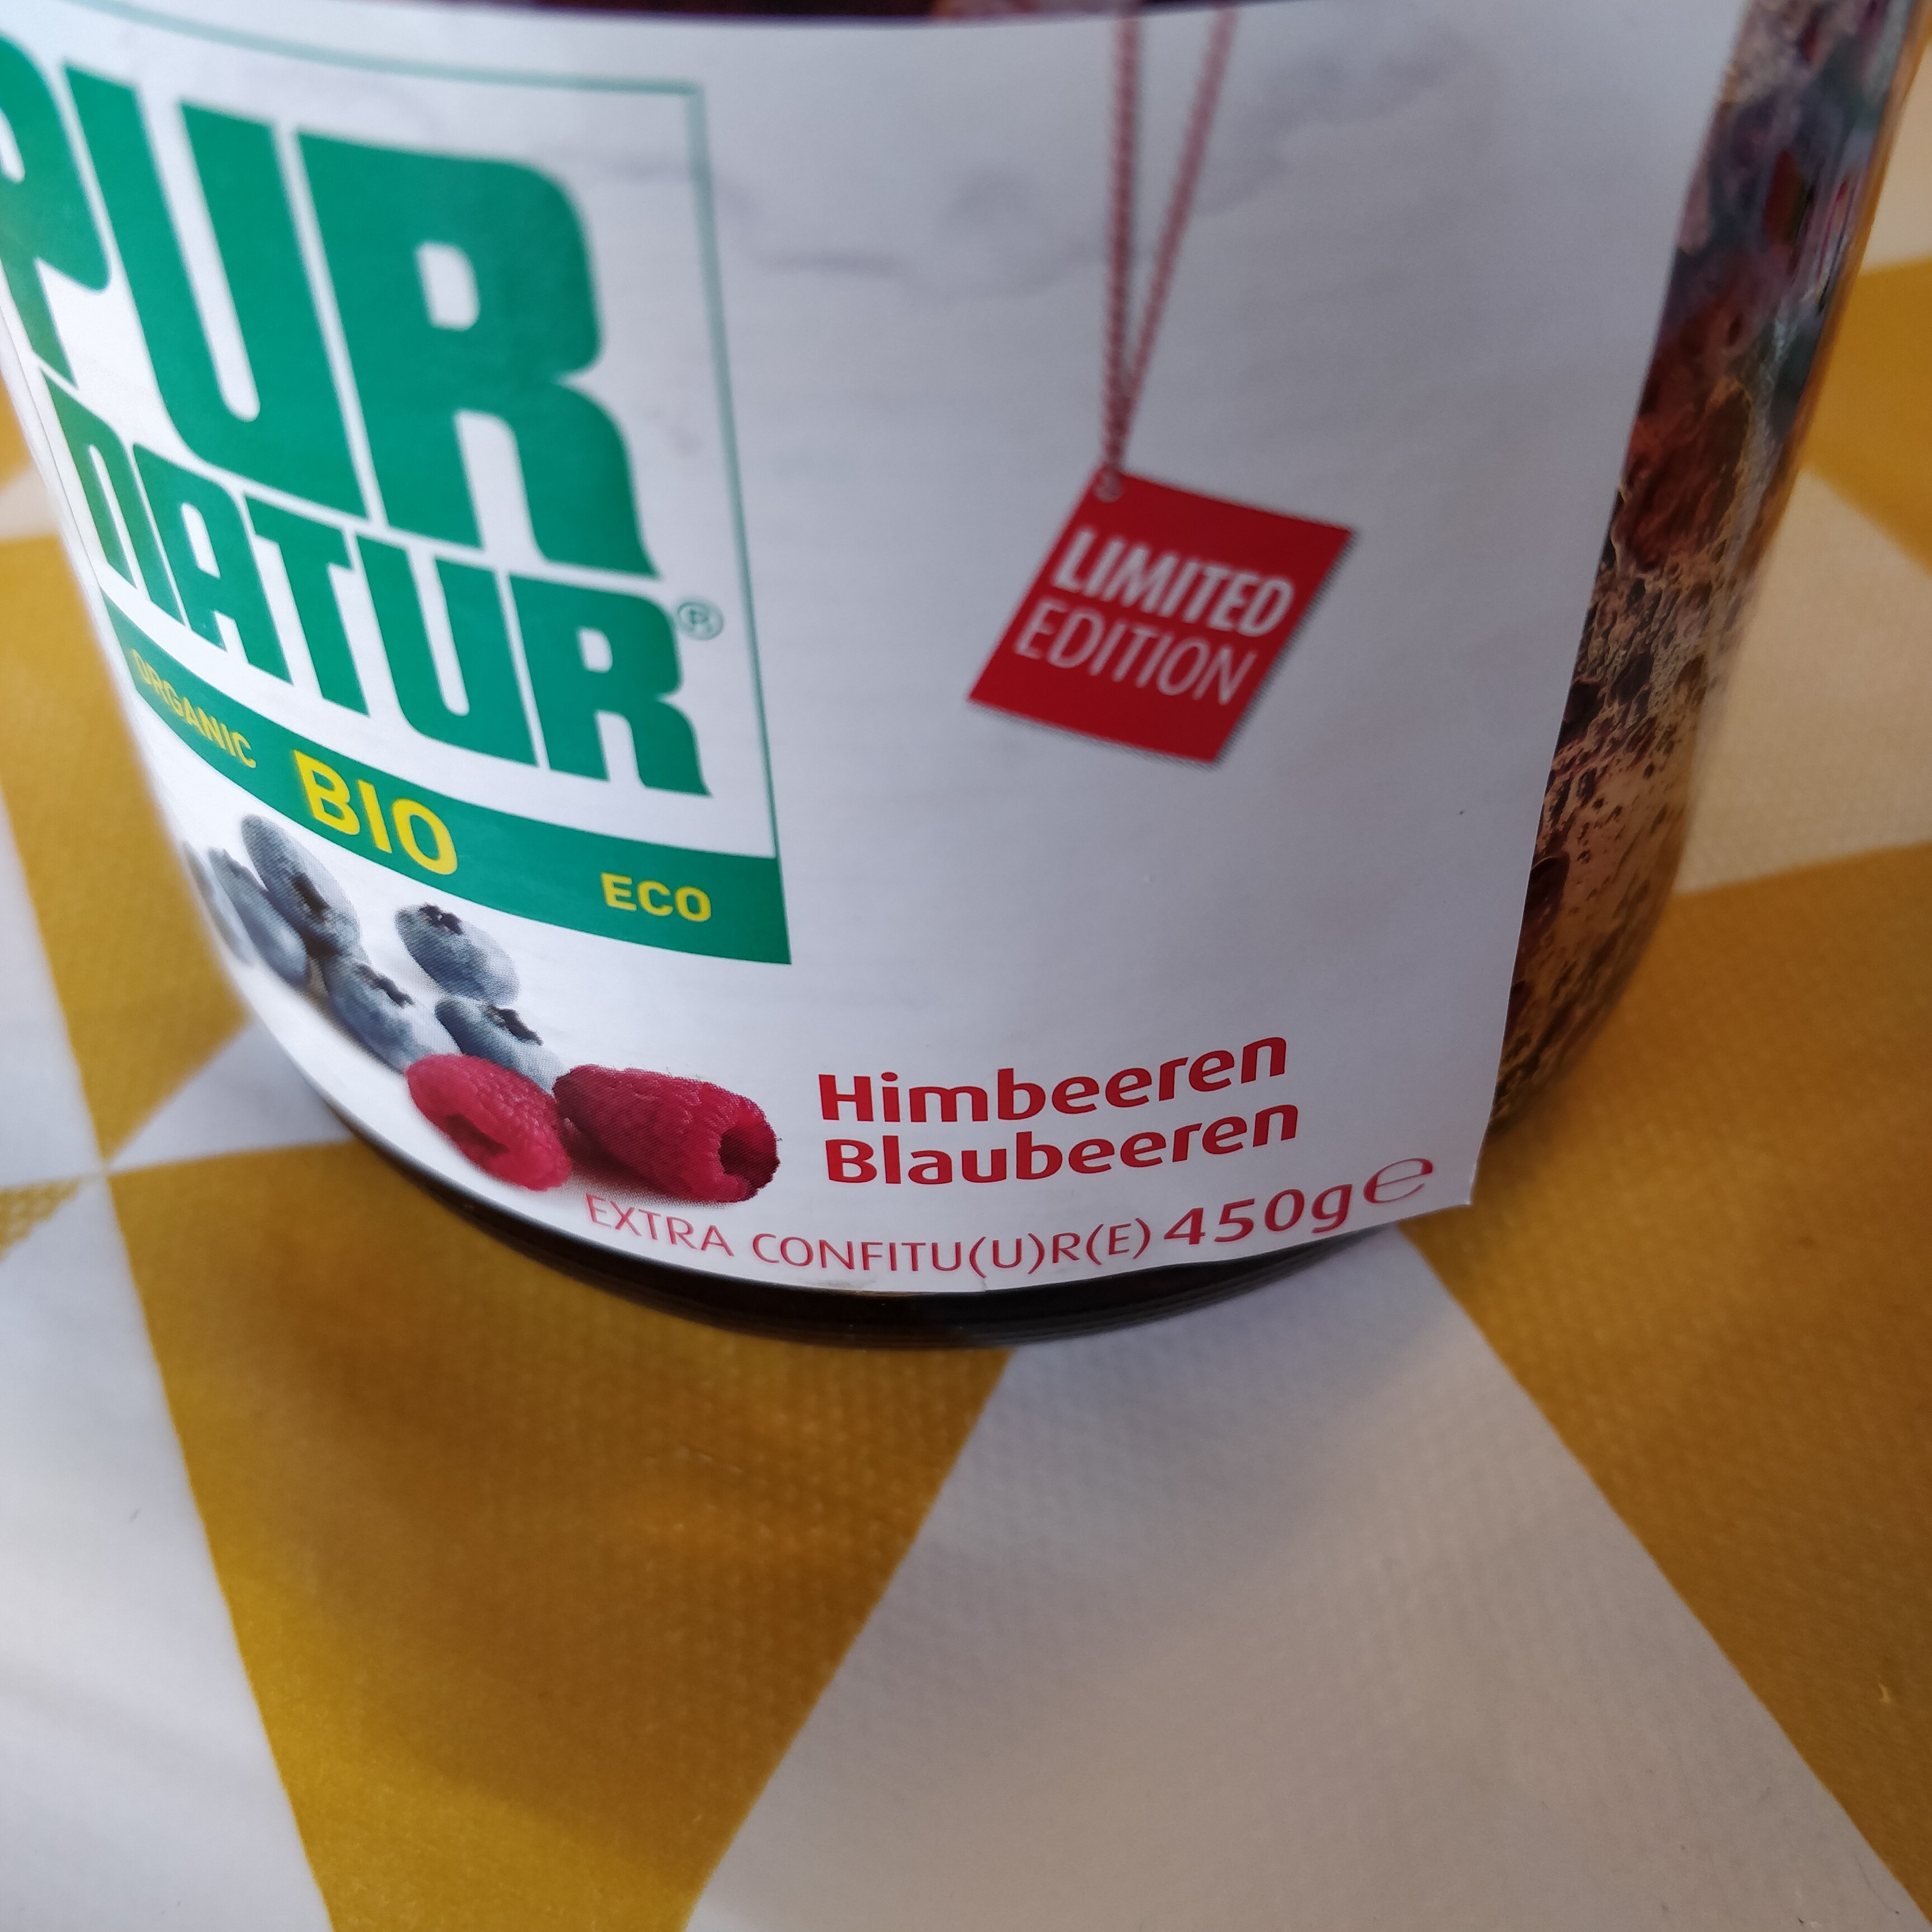 PUR
NATUR®
ORGANIC BIO ECO
LIMITED
EDITION
Himbeeren
Blaubeeren
EXTRA CONFITU(U)R(E) 450g℮